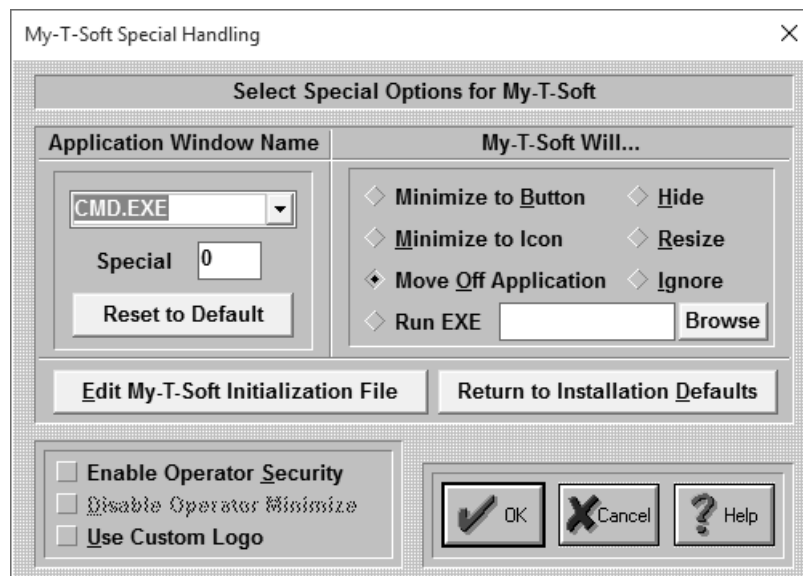 My-T-Soft Special Handling
Select Special Options for My-T-Soft
Application Window Name
CMD.EXE
Special 0
Reset to Default
My-T-Soft Will...
Minimize to Button Hide
Minimize to Icon Resize
Move Off Application Ignore
Run EXE Browse
Edit My-T-Soft Initialization File Return to Installation Defaults
Enable Operator Security
Disable Operator Minimize
Use Custom Logo
OK Cancel Help